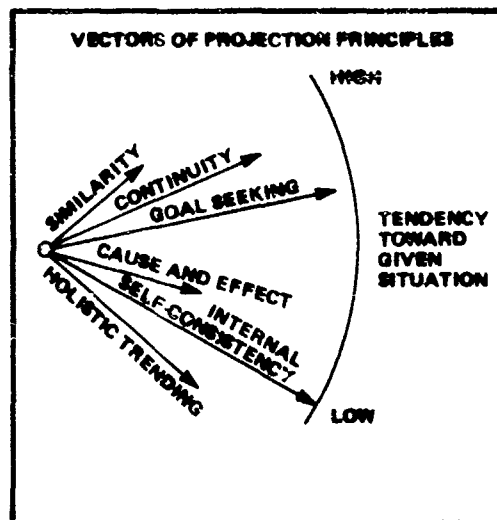 VECTORS OF PROJECTION PRINCIPLES
HIGH
SIMILARITY
CONTINUITY
GOAL SEEKING
TENDENCY
TOWARD
GIVEN
SITUATION
CAUSE AND EFFECT
INTERNAL
SELF-CONSISTENCY
HOLISTIC TRENDING
LOW